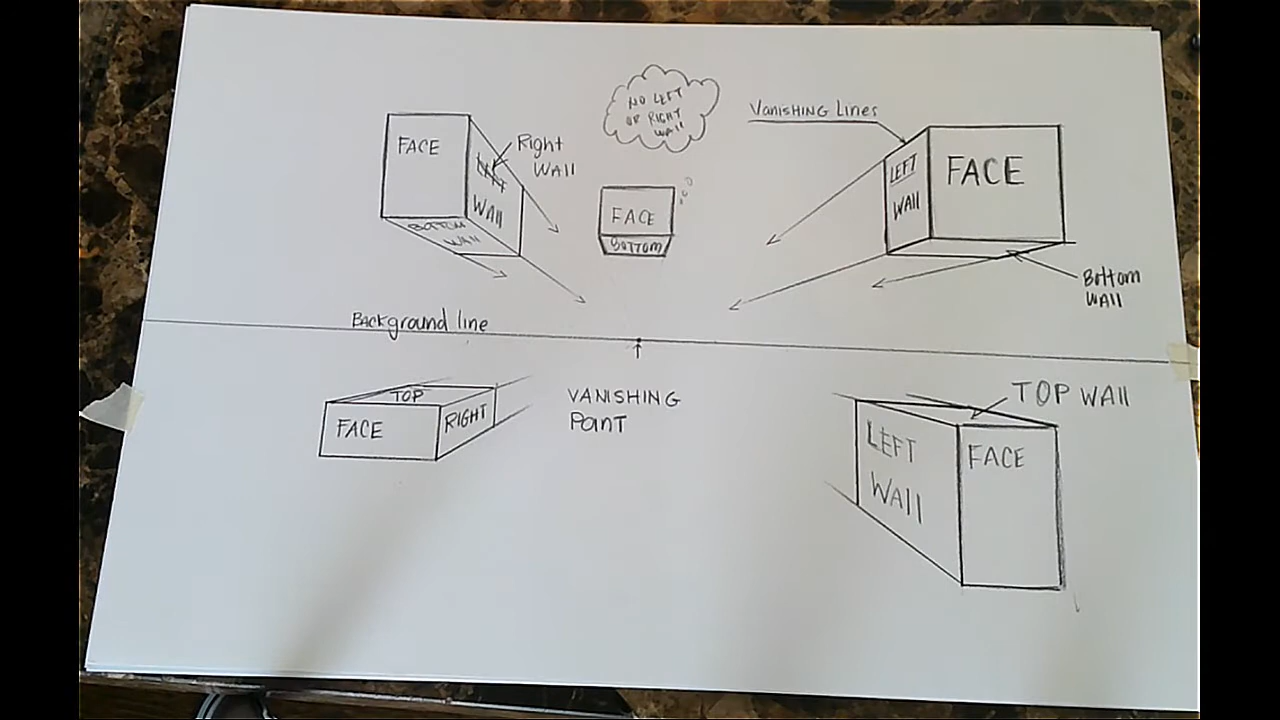 NO LEFT
OR RIGHT
WALL
VANISHING LINES
FACE
Right
WALL
WALL
BOTTOM
WALL
FACE
BOTTOM
LEFT
WALL
FACE
BOTTOM
WALL
BACKGROUND LINE
TOP
FACE
RIGHT
VANISHING
POINT
TOP WALL
LEFT
WALL
FACE